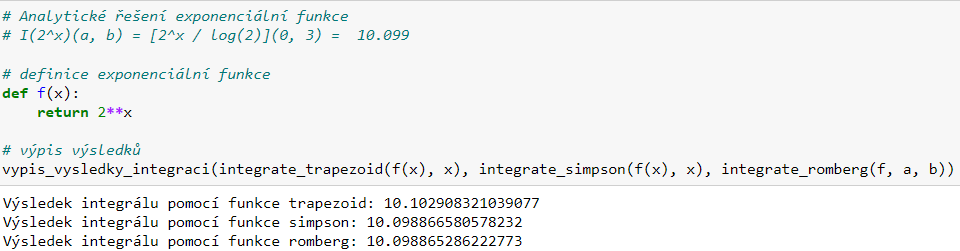 # Analytické řešení exponenciální funkce
# I(2^x)(a, b) = [2^x / log(2)](0, 3) =  10.099
# definice exponenciální funkce
def f(x):
    return 2**x
# výpis výsledků
vypis_vysledky_integraci(integrate_trapezoid(f(x), x), integrate_simpson(f(x), x), integrate_romberg(f, a, b))
Výsledek integrálu pomocí funkce trapezoid: 10.102908321039077
Výsledek integrálu pomocí funkce simpson: 10.098866580578232
Výsledek integrálu pomocí funkce romberg: 10.098865286222773